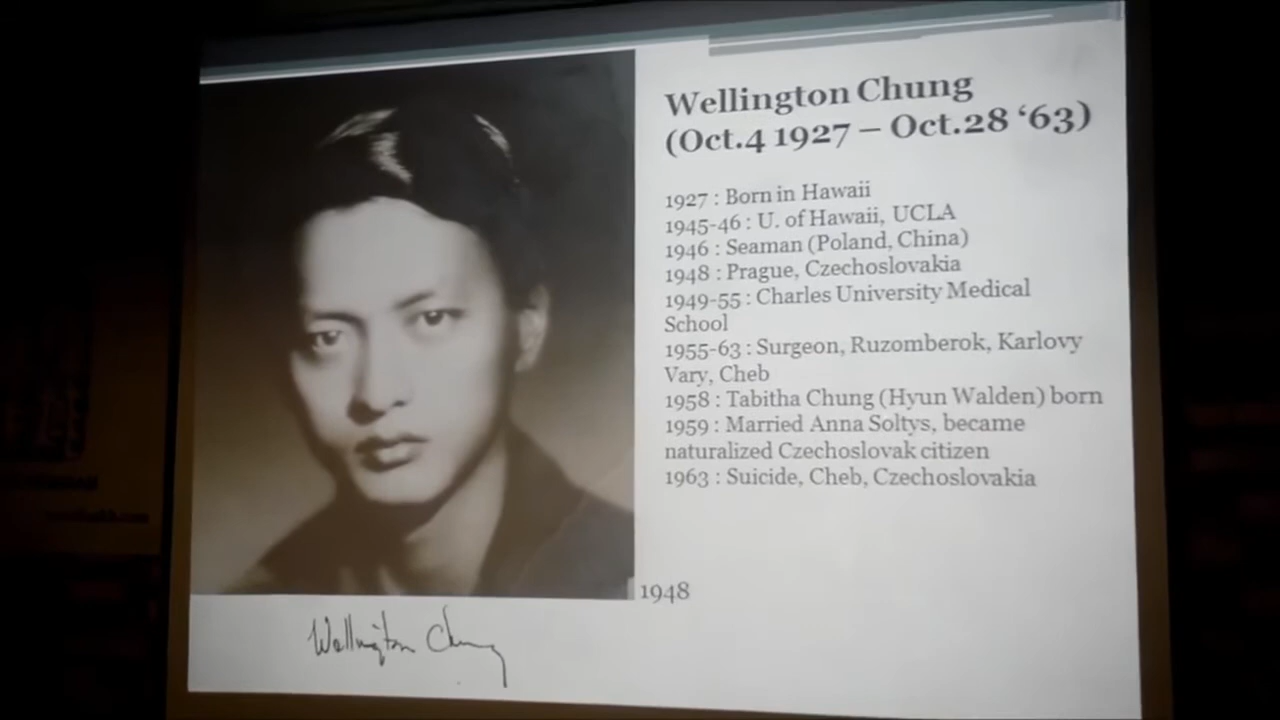 Wellington Chung
(Oct.4 1927 – Oct.28 ‘63)
1927 : Born in Hawaii
1945-46 : U. of Hawaii, UCLA
1946 : Seaman (Poland, China)
1948 : Prague, Czechoslovakia
1949-55 : Charles University Medical
School
1955-63 : Surgeon, Ruzomberok, Karlovy
Vary, Cheb
1958 : Tabitha Chung (Hyun Walden) born
1959 : Married Anna Soltys, became
naturalized Czechoslovak citizen
1963 : Suicide, Cheb, Czechoslovakia
1948
Wellington Chung